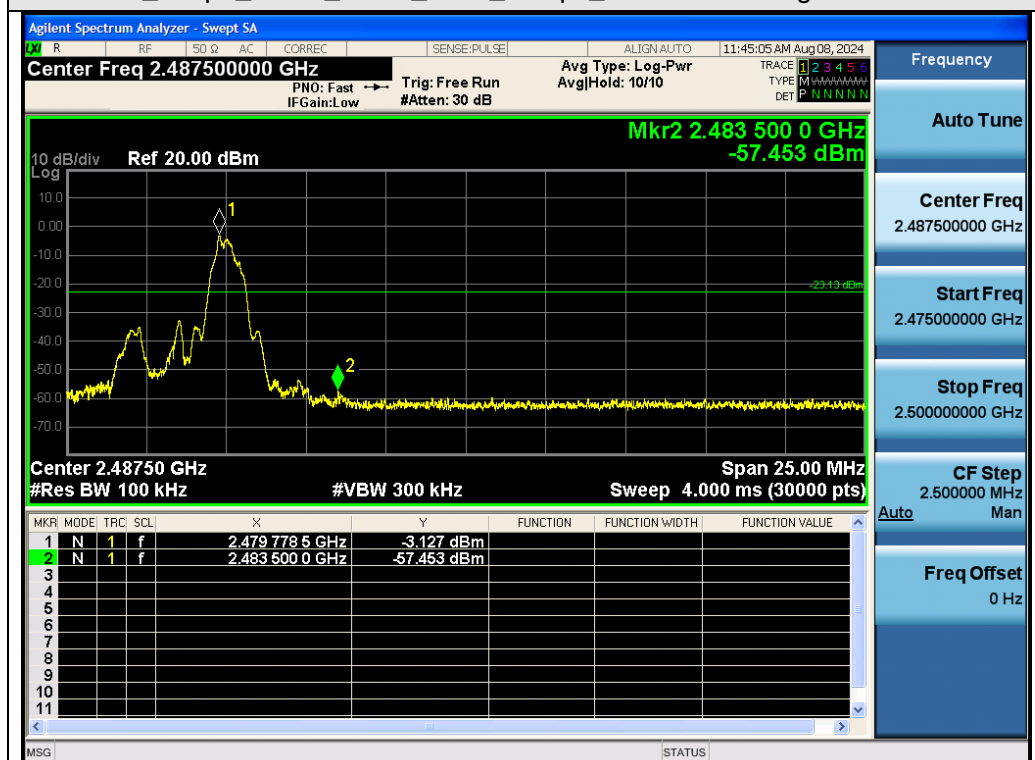 Agilent Spectrum Analyzer - Swept SA
LXI R RF 50 Ω AC CORREC SENSE:PULSE ALIGN AUTO 11:45:05 AM Aug 08, 2024
Center Freq 2.487500000 GHz
PNO: Fast
IFGain:Low
Trig: Free Run
#Atten: 30 dB
Avg Type: Log-Pwr
Avg|Hold: 10/10
TRACE 1 2 3 4 5 6
TYPE M WWWWW
DET P N N N N N
Mkr2 2.483 500 0 GHz
-57.453 dBm
10 dB/div Ref 20.00 dBm
Log
10.0
0.00
-10.0
-20.0
-30.0
-40.0
-50.0
-60.0
-70.0
1
2
-23.13 dBm
Center 2.48750 GHz Span 25.00 MHz
#Res BW 100 kHz #VBW 300 kHz Sweep 4.000 ms (30000 pts)
MKR MODE TRC SCL X Y FUNCTION FUNCTION WIDTH FUNCTION VALUE
1 N 1 f 2.479 778 5 GHz -3.127 dBm
2 N 1 f 2.483 500 0 GHz -57.453 dBm
3
4
5
6
7
8
9
10
11
MSG STATUS
Frequency
Auto Tune
Center Freq
2.487500000 GHz
Start Freq
2.475000000 GHz
Stop Freq
2.500000000 GHz
CF Step
2.500000 MHz
Auto Man
Freq Offset
0 Hz